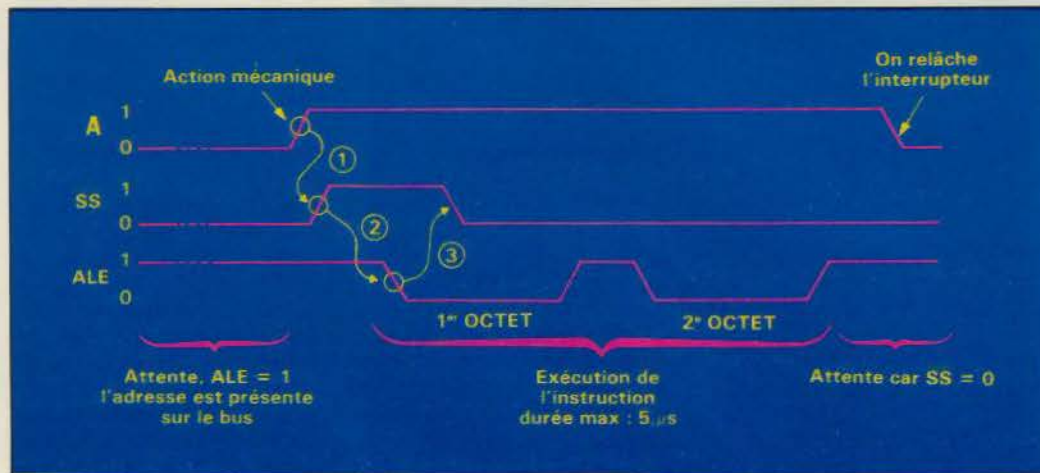 Action mécanique
On relâche
l'interrupteur
A
1
0
1
SS
1
0
2
3
ALE
1
0
1er OCTET
2e OCTET
Attente, ALE = 1
l'adresse est présente
sur le bus
Exécution de
l'instruction
durée max : 5 µs
Attente car SS = 0